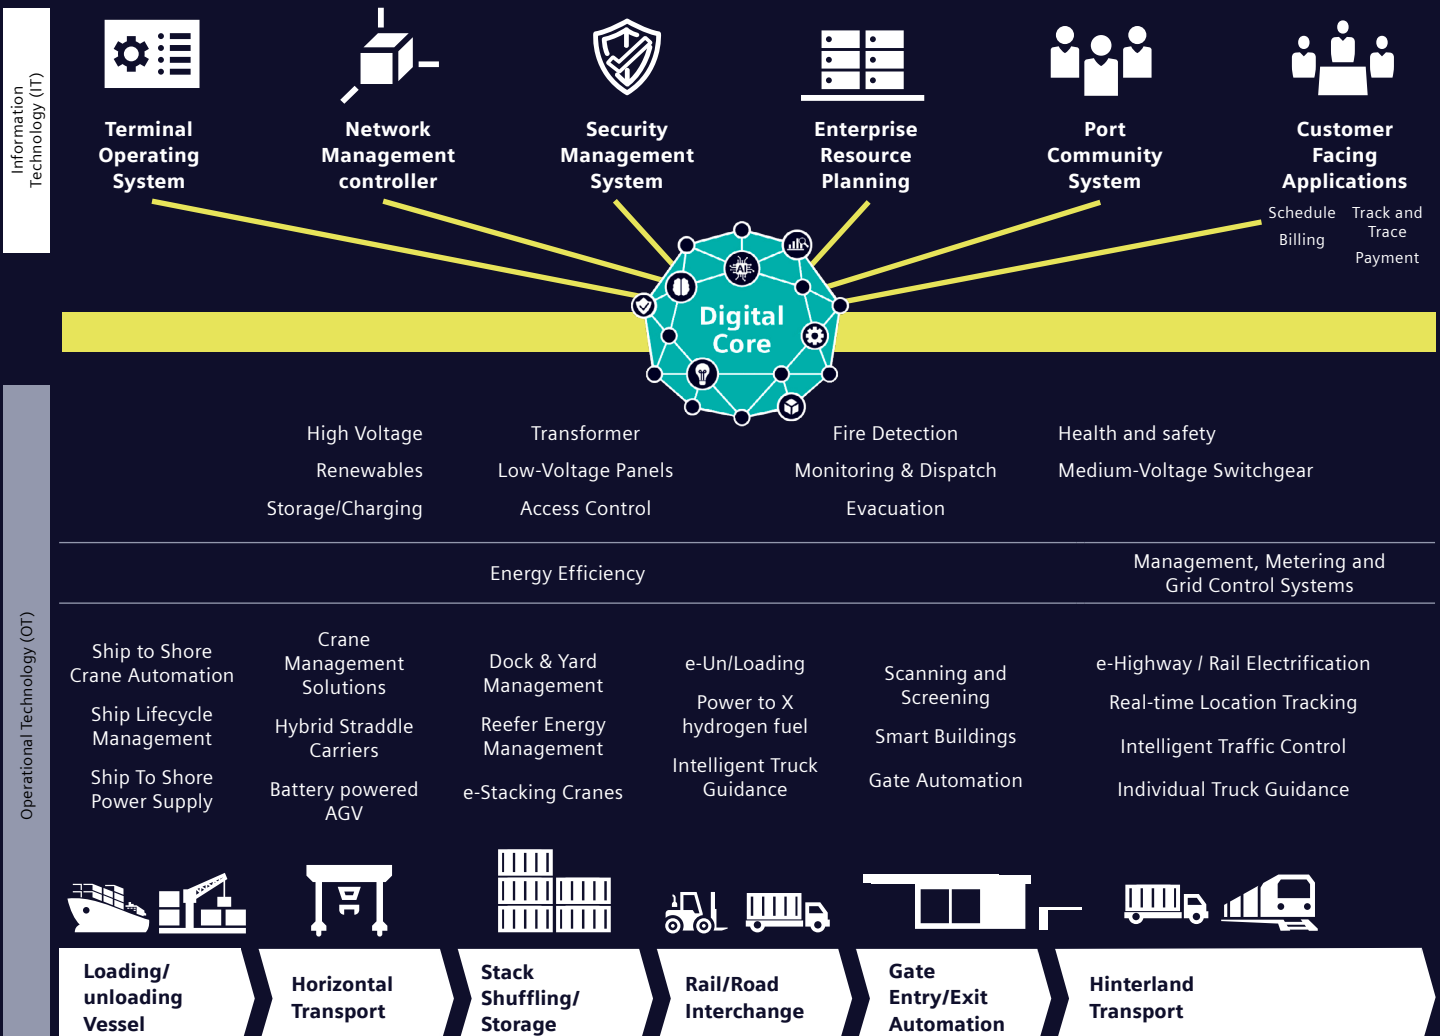 Information
Technology (IT)
Terminal
Operating
System
Network
Management
controller
Security
Management
System
Enterprise
Resource
Planning
Port
Community
System
Customer
Facing
Applications
Schedule
Billing
Track and
Trace
Payment
AI
Digital
Core
Operational Technology (OT)
High Voltage
Renewables
Storage/Charging
Transformer
Low-Voltage Panels
Access Control
Fire Detection
Monitoring & Dispatch
Evacuation
Health and safety
Medium-Voltage Switchgear
Energy Efficiency
Management, Metering and
Grid Control Systems
Ship to Shore
Crane Automation
Ship Lifecycle
Management
Ship To Shore
Power Supply
Crane
Management
Solutions
Hybrid Straddle
Carriers
Battery powered
AGV
Dock & Yard
Management
Reefer Energy
Management
e-Stacking Cranes
e-Un/Loading
Power to X
hydrogen fuel
Intelligent Truck
Guidance
Scanning and
Screening
Smart Buildings
Gate Automation
e-Highway / Rail Electrification
Real-time Location Tracking
Intelligent Traffic Control
Individual Truck Guidance
Loading/
unloading
Vessel
Horizontal
Transport
Stack
Shuffling/
Storage
Rail/Road
Interchange
Gate
Entry/Exit
Automation
Hinterland
Transport